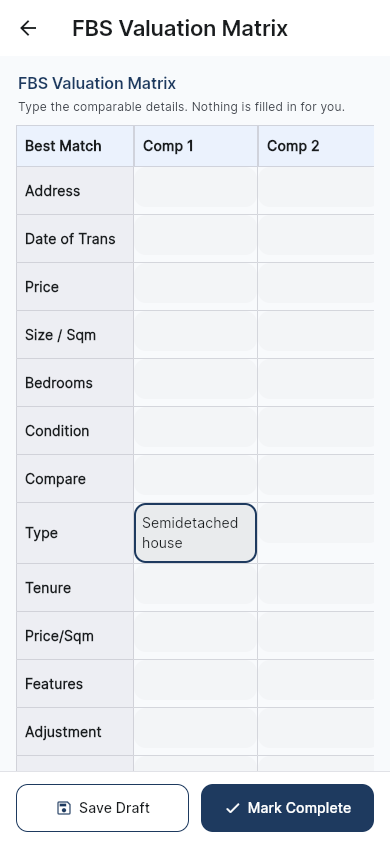 FBS Valuation Matrix
FBS Valuation Matrix
Type the comparable details. Nothing is filled in for you.
Best Match Comp 1 Comp 2
Address
Date of Trans
Price
Size / Sqm
Bedrooms
Condition
Compare
Type Semidetached
house
Tenure
Price/Sqm
Features
Adjustment
Save Draft Mark Complete